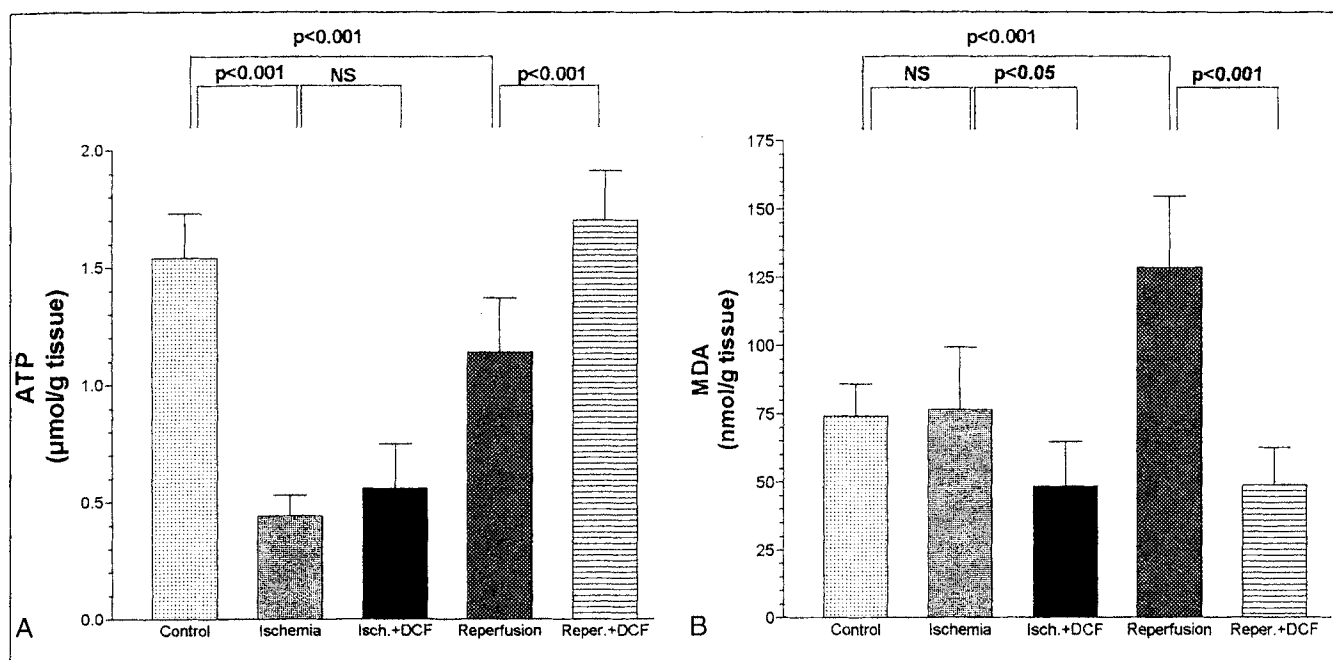 p<0.001
p<0.001 NS p<0.001
2.0
1.5
1.0
0.5
0.0
ATP
(µmol/g tissue)
Control Ischemia Isch.+DCF Reperfusion Reper.+DCF
A
p<0.001
NS p<0.05 p<0.001
175
150
125
100
75
50
25
0
MDA
(nmol/g tissue)
Control Ischemia Isch.+DCF Reperfusion Reper.+DCF
B